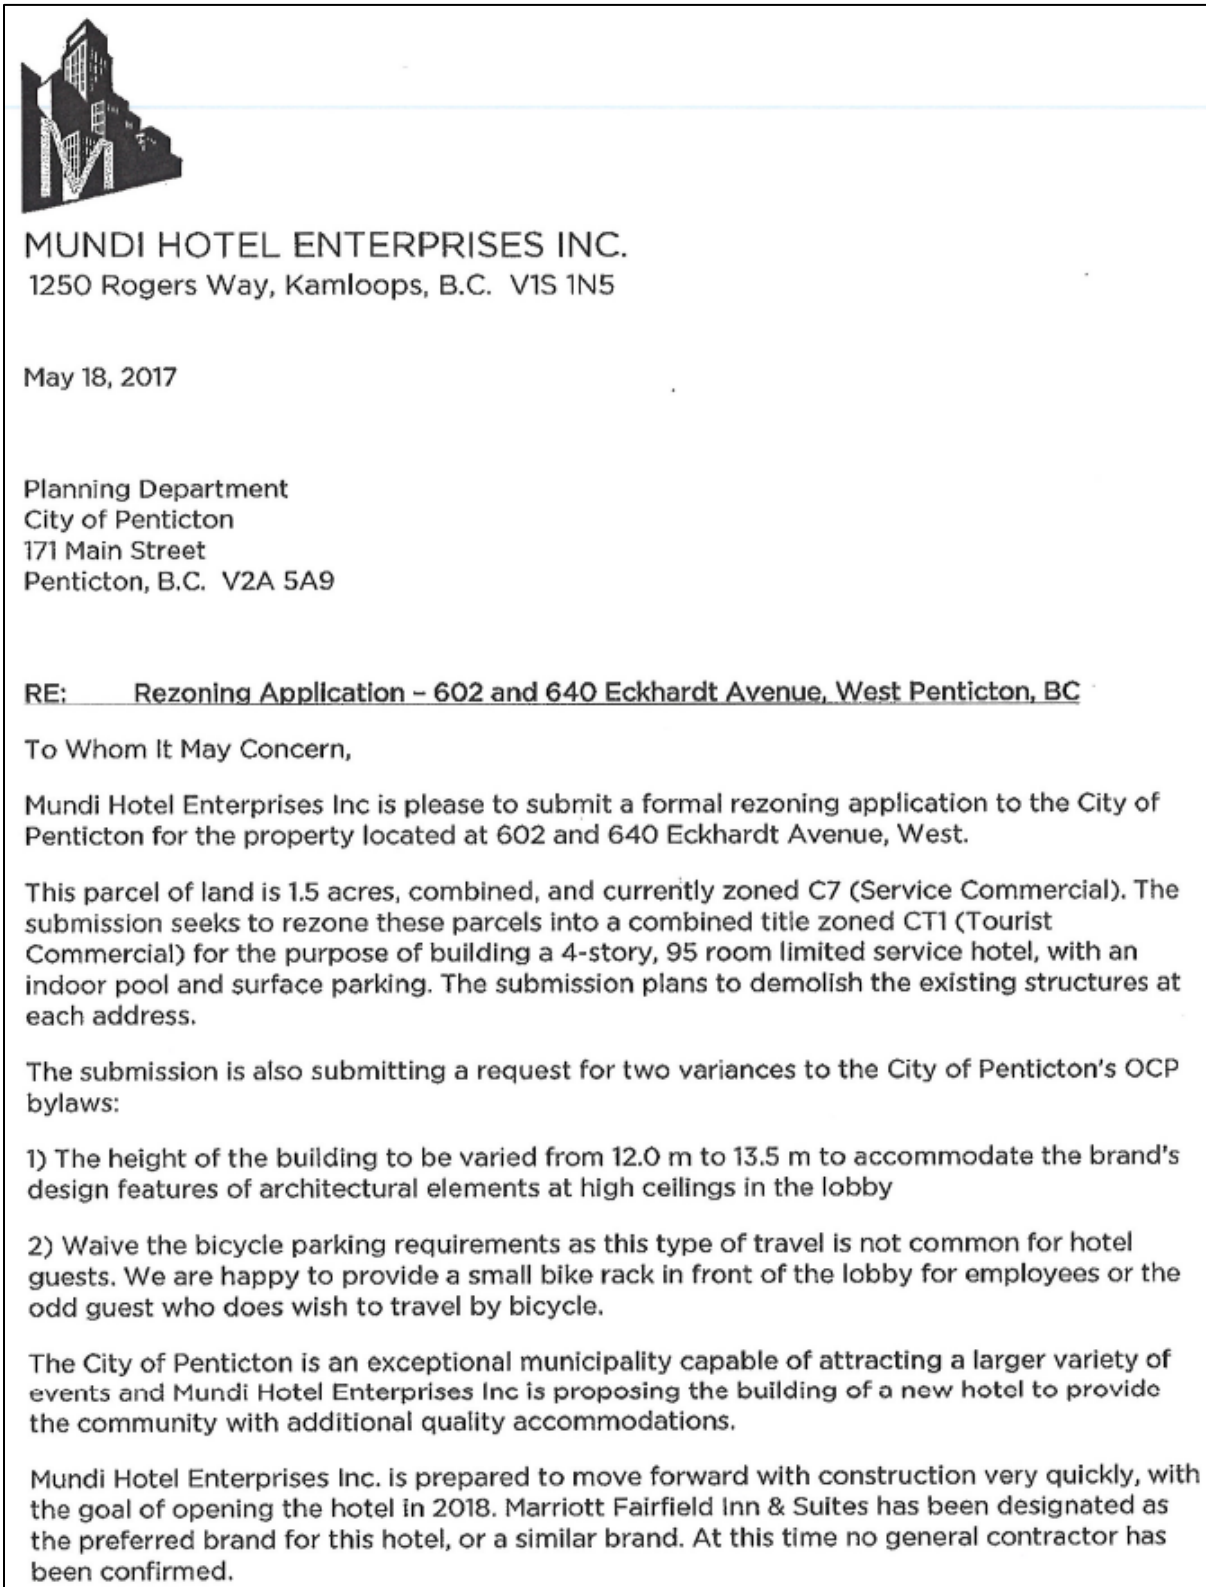 M
MUNDI HOTEL ENTERPRISES INC.
1250 Rogers Way, Kamloops, B.C. V1S 1N5
May 18, 2017
Planning Department
City of Penticton
171 Main Street
Penticton, B.C. V2A 5A9
RE: Rezoning Application – 602 and 640 Eckhardt Avenue, West Penticton, BC
To Whom It May Concern,
Mundi Hotel Enterprises Inc is please to submit a formal rezoning application to the City of
Penticton for the property located at 602 and 640 Eckhardt Avenue, West.
This parcel of land is 1.5 acres, combined, and currently zoned C7 (Service Commercial). The
submission seeks to rezone these parcels into a combined title zoned CT1 (Tourist
Commercial) for the purpose of building a 4-story, 95 room limited service hotel, with an
indoor pool and surface parking. The submission plans to demolish the existing structures at
each address.
The submission is also submitting a request for two variances to the City of Penticton's OCP
bylaws:
1) The height of the building to be varied from 12.0 m to 13.5 m to accommodate the brand's
design features of architectural elements at high ceilings in the lobby
2) Waive the bicycle parking requirements as this type of travel is not common for hotel
guests. We are happy to provide a small bike rack in front of the lobby for employees or the
odd guest who does wish to travel by bicycle.
The City of Penticton is an exceptional municipality capable of attracting a larger variety of
events and Mundi Hotel Enterprises Inc is proposing the building of a new hotel to provide
the community with additional quality accommodations.
Mundi Hotel Enterprises Inc. is prepared to move forward with construction very quickly, with
the goal of opening the hotel in 2018. Marriott Fairfield Inn & Suites has been designated as
the preferred brand for this hotel, or a similar brand. At this time no general contractor has
been confirmed.